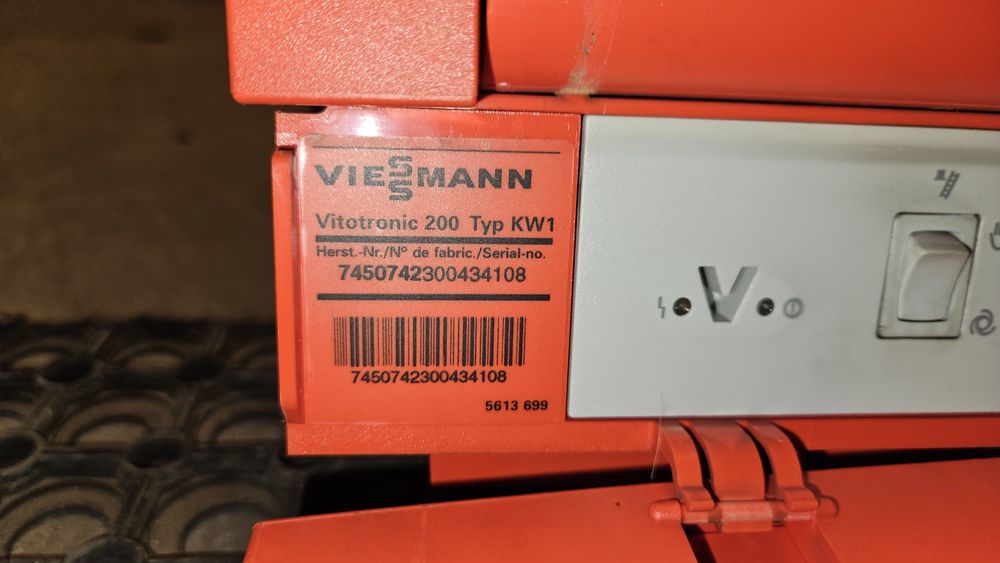 VIESSMANN
Vitotronic 200 Typ KW1
Herst.-Nr./N° de fabric./Serial-no.
7450742300434108
7450742300434108
5613 699
V